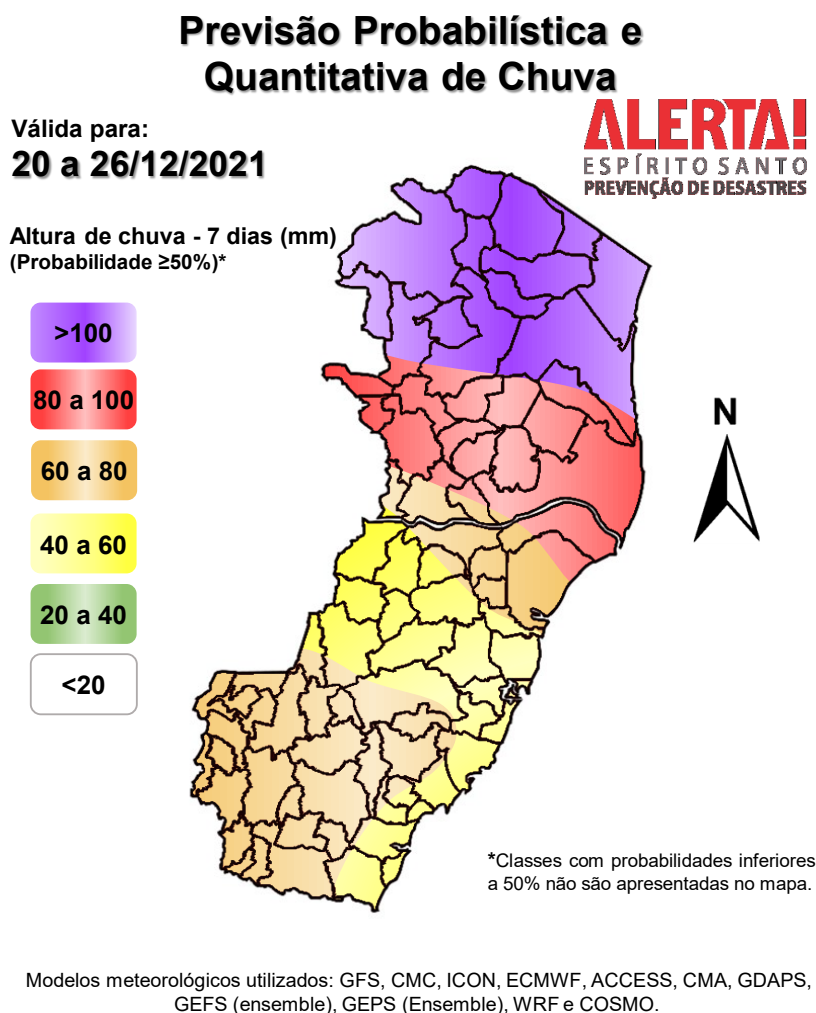 Previsão Probabilística e
Quantitativa de Chuva
Válida para:
20 a 26/12/2021
ALERTA!
ESPÍRITO SANTO
PREVENÇÃO DE DESASTRES
Altura de chuva - 7 dias (mm)
(Probabilidade ≥50%)*
>100
80 a 100
60 a 80
40 a 60
20 a 40
<20
N
*Classes com probabilidades inferiores
a 50% não são apresentadas no mapa.
Modelos meteorológicos utilizados: GFS, CMC, ICON, ECMWF, ACCESS, CMA, GDAPS,
GEFS (ensemble), GEPS (Ensemble), WRF e COSMO.